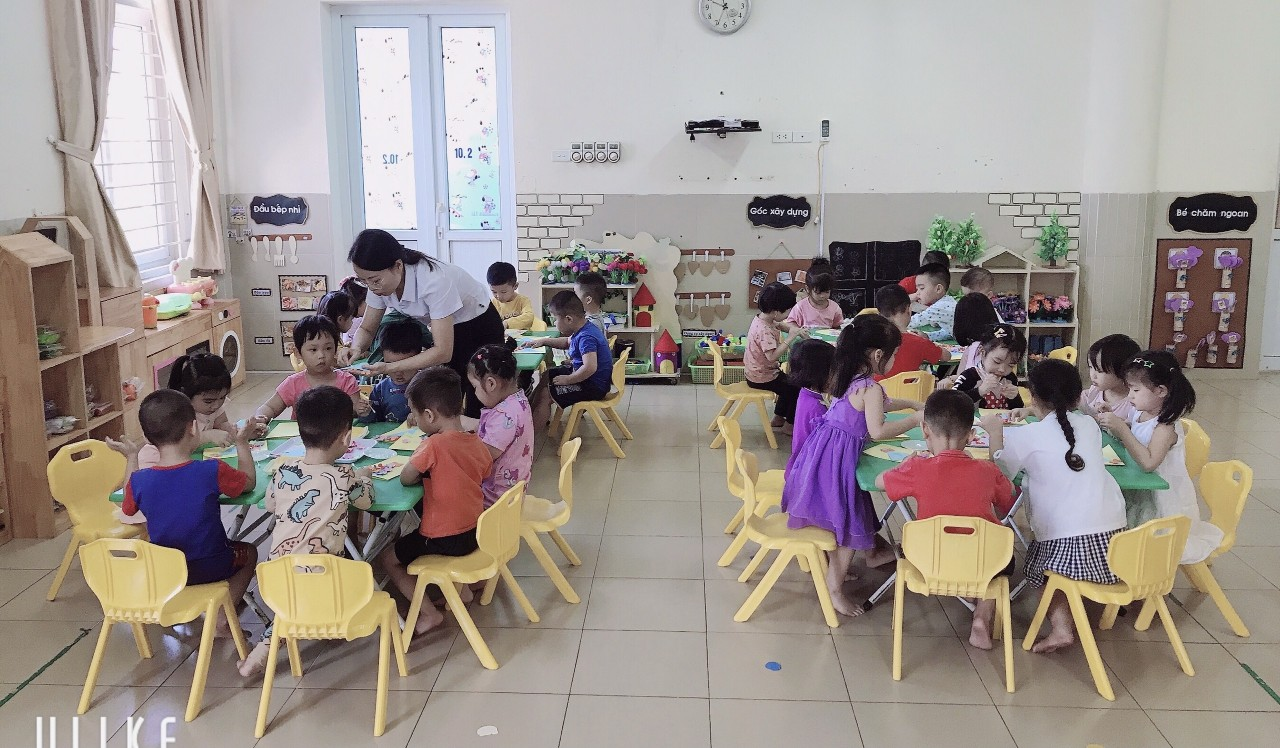 10.2
10.2
Đầu bếp nhí
Góc xây dựng
Bé chăm ngoan
ULIKE